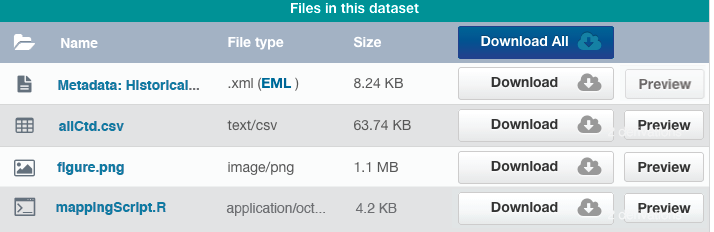 Files in this dataset
Name File type Size Download All
Metadata: Historical... .xml (EML ) 8.24 KB Download Preview
allCtd.csv text/csv 63.74 KB Download Preview
figure.png image/png 1.1 MB Download Preview
mappingScript.R application/oct... 4.2 KB Download Preview